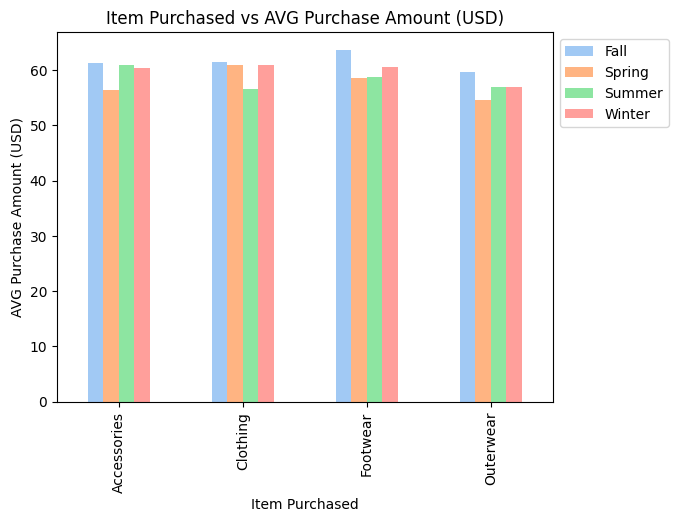 Item Purchased vs AVG Purchase Amount (USD)
Fall
Spring
Summer
Winter
AVG Purchase Amount (USD)
60
50
40
30
20
10
0
Accessories
Clothing
Footwear
Outerwear
Item Purchased